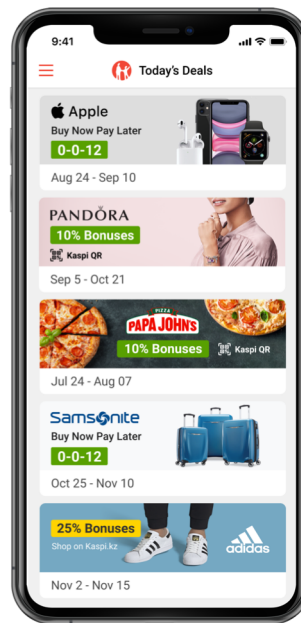 9:41
Today's Deals
Apple
Buy Now Pay Later
0-0-12
Aug 24 - Sep 10
PANDÖRA
10% Bonuses
Kaspi QR
Sep 5 - Oct 21
PIZZA
PAPA JOHN'S
10% Bonuses
Kaspi QR
Jul 24 - Aug 07
Samsonite
Buy Now Pay Later
0-0-12
Oct 25 - Nov 10
25% Bonuses
Shop on Kaspi.kz
adidas
Nov 2 - Nov 15